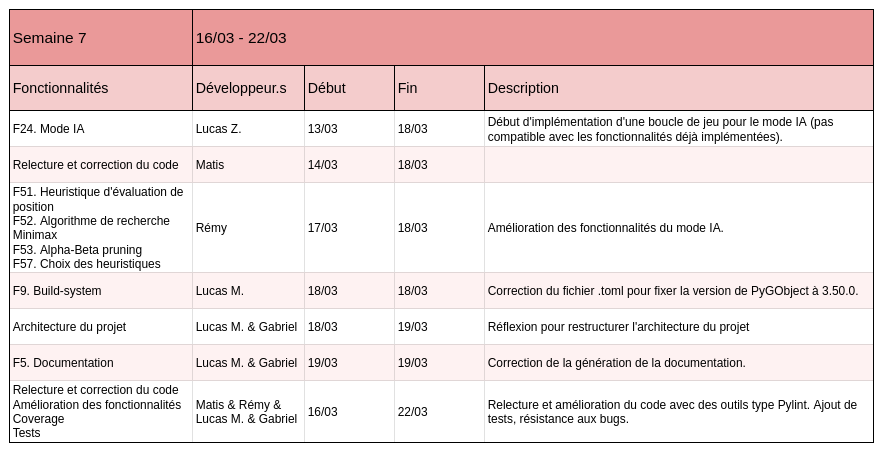 Semaine 7
16/03 - 22/03
Fonctionnalités
Développeur.s
Début
Fin
Description
F24. Mode IA
Lucas Z.
13/03
18/03
Début d'implémentation d'une boucle de jeu pour le mode IA (pas
compatible avec les fonctionnalités déjà implémentées).
Relecture et correction du code
Matis
14/03
18/03
F51. Heuristique d'évaluation de
position
F52. Algorithme de recherche
Minimax
F53. Alpha-Beta pruning
F57. Choix des heuristiques
Rémy
17/03
18/03
Amélioration des fonctionnalités du mode IA.
F9. Build-system
Lucas M.
18/03
18/03
Correction du fichier .toml pour fixer la version de PyGObject à 3.50.0.
Architecture du projet
Lucas M. & Gabriel
18/03
19/03
Réflexion pour restructurer l'architecture du projet
F5. Documentation
Lucas M. & Gabriel
19/03
19/03
Correction de la génération de la documentation.
Relecture et correction du code
Amélioration des fonctionnalités
Coverage
Tests
Matis & Rémy &
Lucas M. & Gabriel
16/03
22/03
Relecture et amélioration du code avec des outils type Pylint. Ajout de
tests, résistance aux bugs.